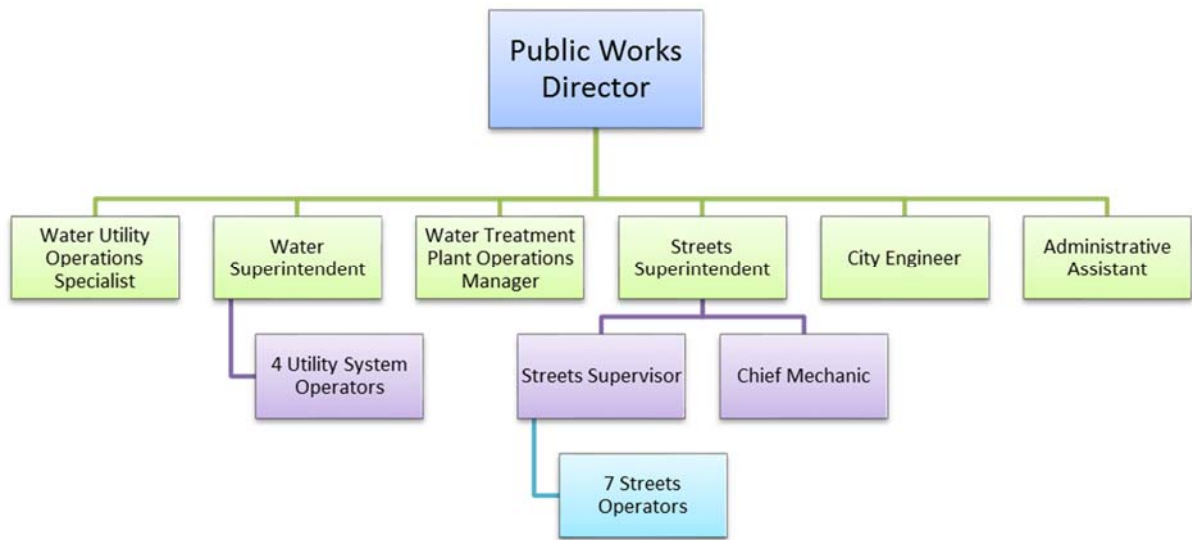 Public Works
Director
Water Utility
Operations
Specialist
Water
Superintendent
Water Treatment
Plant Operations
Manager
Streets
Superintendent
City Engineer
Administrative
Assistant
4 Utility System
Operators
Streets Supervisor
Chief Mechanic
7 Streets
Operators